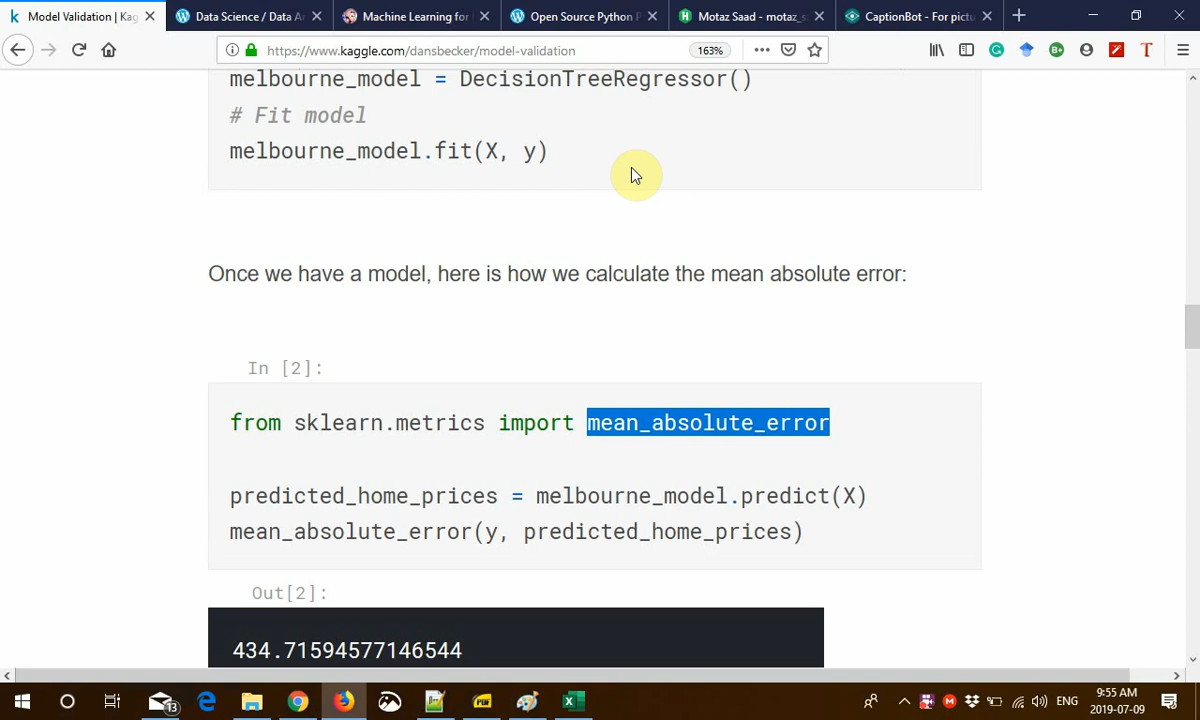 Model Validation | Kag
Data Science / Data A
Machine Learning for
Open Source Python P
Motaz Saad - motaz_s
CaptionBot - For pictu
https://www.kaggle.com/dansbecker/model-validation
163%
melbourne_model = DecisionTreeRegressor()
# Fit model
melbourne_model.fit(X, y)
Once we have a model, here is how we calculate the mean absolute error:
In [2]:
from sklearn.metrics import mean_absolute_error
predicted_home_prices = melbourne_model.predict(X)
mean_absolute_error(y, predicted_home_prices)
Out[2]:
434.71594577146544
13
ENG
9:55 AM
2019-07-09